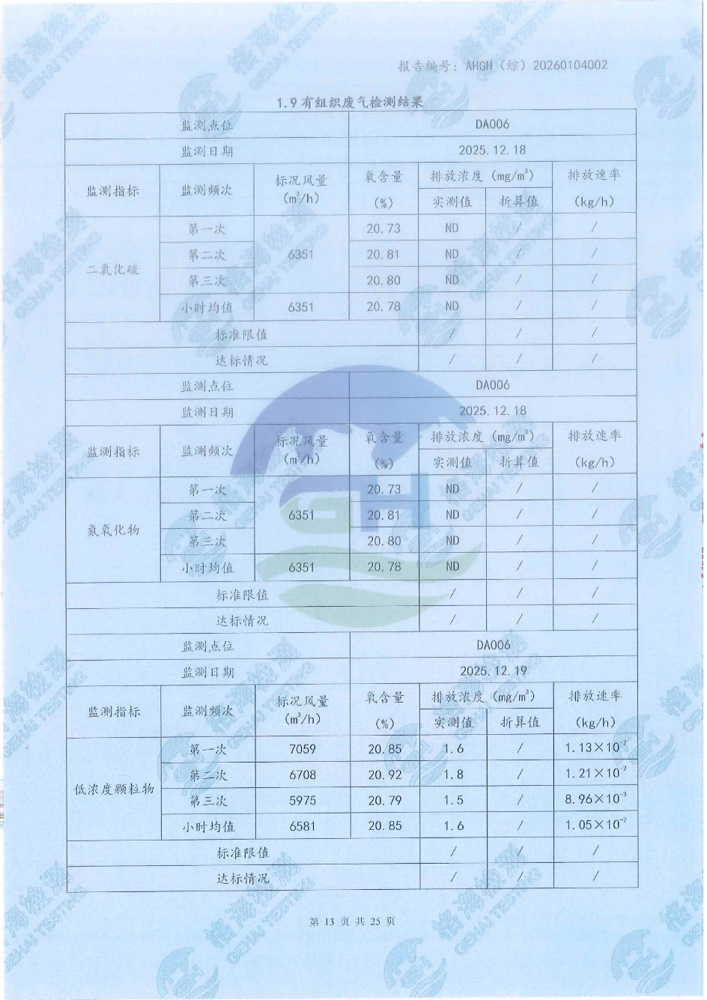 报告编号: AHGH (综) 20260104002
1.9 有组织废气检测结果
监测点位 DA006
监测日期 2025.12.18
监测指标 监测频次 标况风量 (m³/h) 氧含量 (%) 排放浓度 (mg/m³) 排放速率 (kg/h)
实测值 折算值
二氧化硫
第一次 6351 20.73 ND / /
第二次 20.81 ND / /
第三次 20.80 ND / /
小时均值 6351 20.78 ND / /
标准限值 / / /
达标情况 / / /
监测点位 DA006
监测日期 2025.12.18
监测指标 监测频次 标况风量 (m³/h) 氧含量 (%) 排放浓度 (mg/m³) 排放速率 (kg/h)
实测值 折算值
氮氧化物
第一次 6351 20.73 ND / /
第二次 20.81 ND / /
第三次 20.80 ND / /
小时均值 6351 20.78 ND / /
标准限值 / / /
达标情况 / / /
监测点位 DA006
监测日期 2025.12.19
监测指标 监测频次 标况风量 (m³/h) 氧含量 (%) 排放浓度 (mg/m³) 排放速率 (kg/h)
实测值 折算值
低浓度颗粒物
第一次 7059 20.85 1.6 / 1.13×10⁻²
第二次 6708 20.92 1.8 / 1.21×10⁻²
第三次 5975 20.79 1.5 / 8.96×10⁻³
小时均值 6581 20.85 1.6 / 1.05×10⁻²
标准限值 / / /
达标情况 / / /
第 13 页 共 25 页
格海检测
GEHAI TESTING
GH